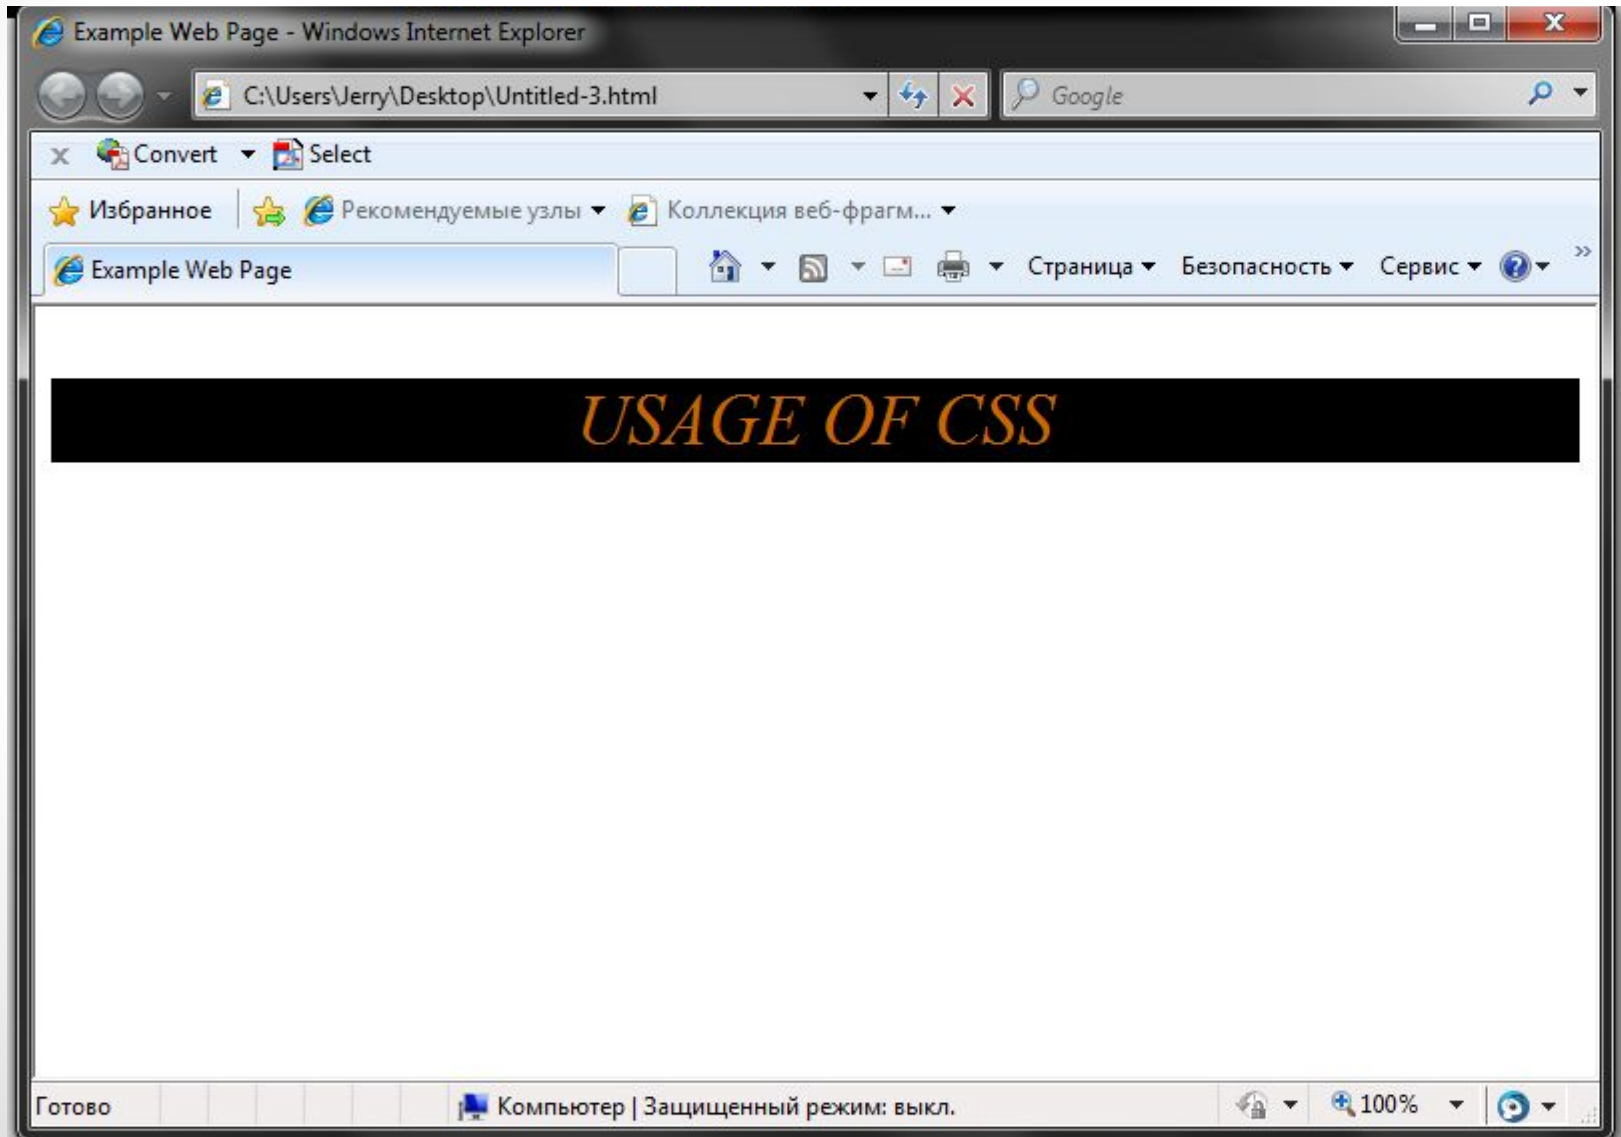 Example Web Page - Windows Internet Explorer
C:\Users\Jerry\Desktop\Untitled-3.html Google
x Convert Select
Избранное Рекомендуемые узлы Коллекция веб-фрагм...
Example Web Page Страница Безопасность Сервис »
USAGE OF CSS
Готово Компьютер | Защищенный режим: выкл. 100%